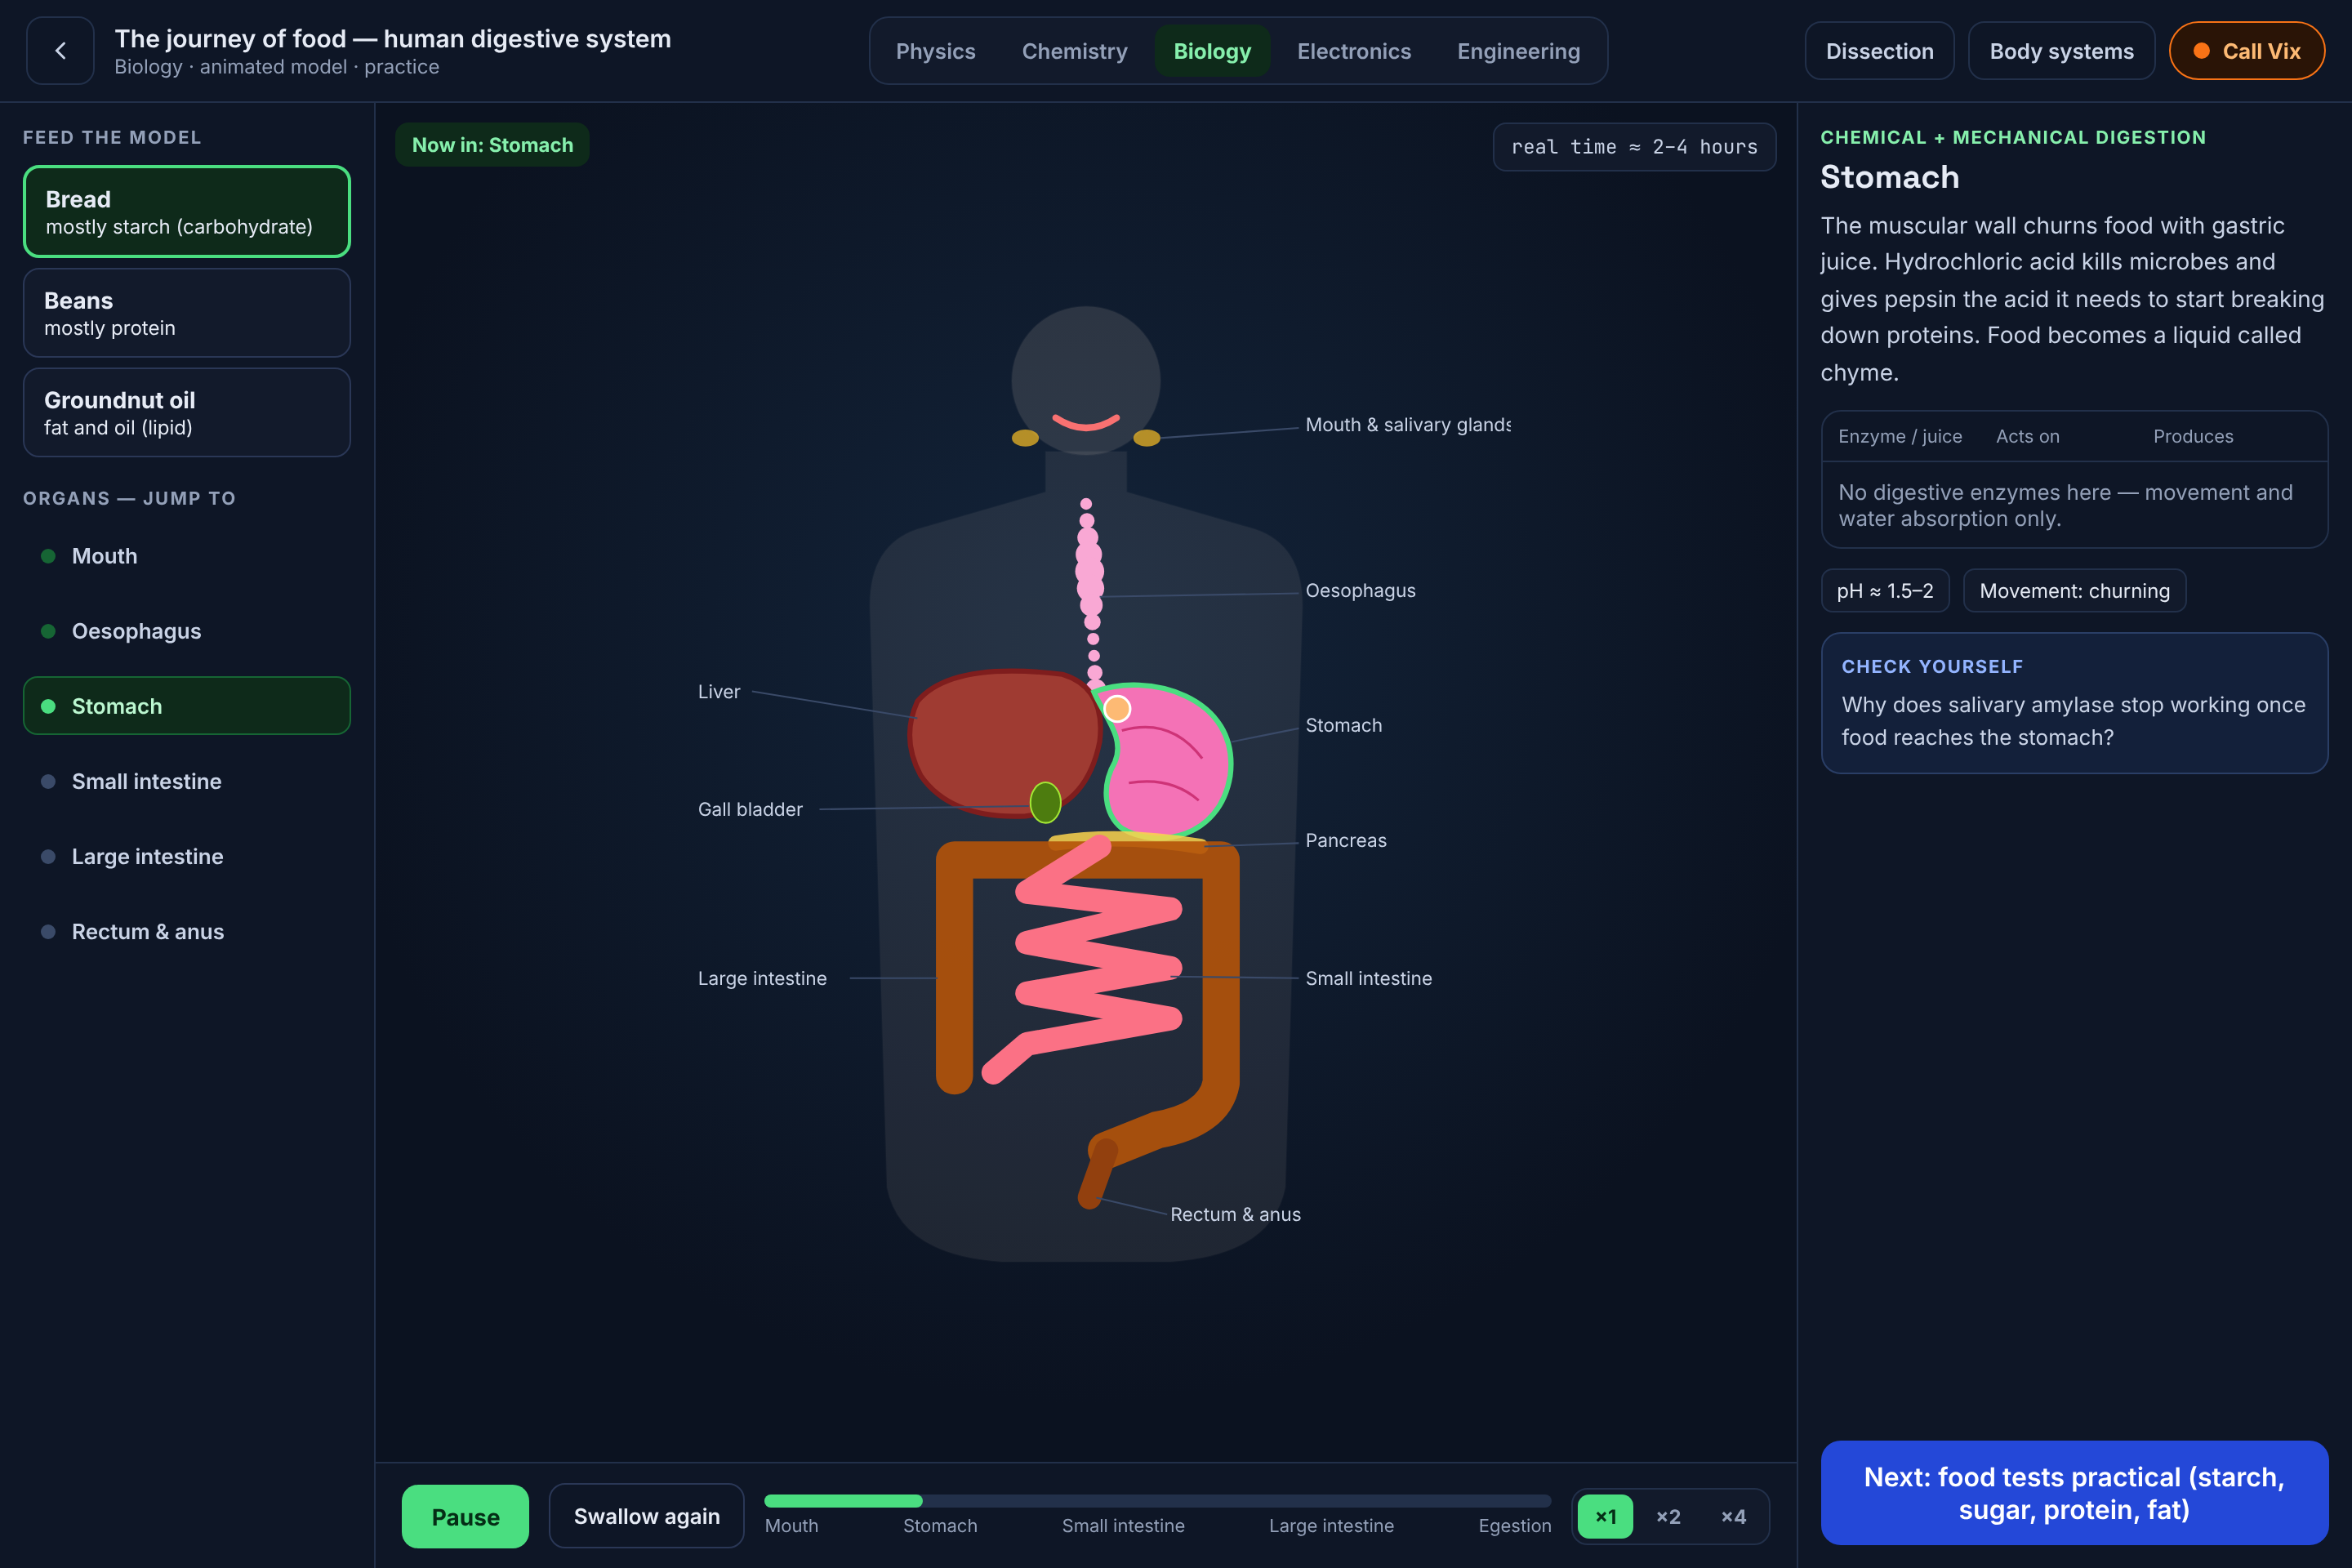 The journey of food — human digestive system
Biology · animated model · practice
Physics
Chemistry
Biology
Electronics
Engineering
Dissection
Body systems
Call Vix
FEED THE MODEL
Bread
mostly starch (carbohydrate)
Beans
mostly protein
Groundnut oil
fat and oil (lipid)
ORGANS — JUMP TO
Mouth
Oesophagus
Stomach
Small intestine
Large intestine
Rectum & anus
Now in: Stomach
real time ≈ 2–4 hours
Mouth & salivary glands
Oesophagus
Liver
Stomach
Gall bladder
Pancreas
Large intestine
Small intestine
Rectum & anus
Pause
Swallow again
Mouth
Stomach
Small intestine
Large intestine
Egestion
×1
×2
×4
CHEMICAL + MECHANICAL DIGESTION
Stomach
The muscular wall churns food with gastric
juice. Hydrochloric acid kills microbes and
gives pepsin the acid it needs to start breaking
down proteins. Food becomes a liquid called
chyme.
Enzyme / juice
Acts on
Produces
No digestive enzymes here — movement and
water absorption only.
pH ≈ 1.5–2
Movement: churning
CHECK YOURSELF
Why does salivary amylase stop working once
food reaches the stomach?
Next: food tests practical (starch,
sugar, protein, fat)